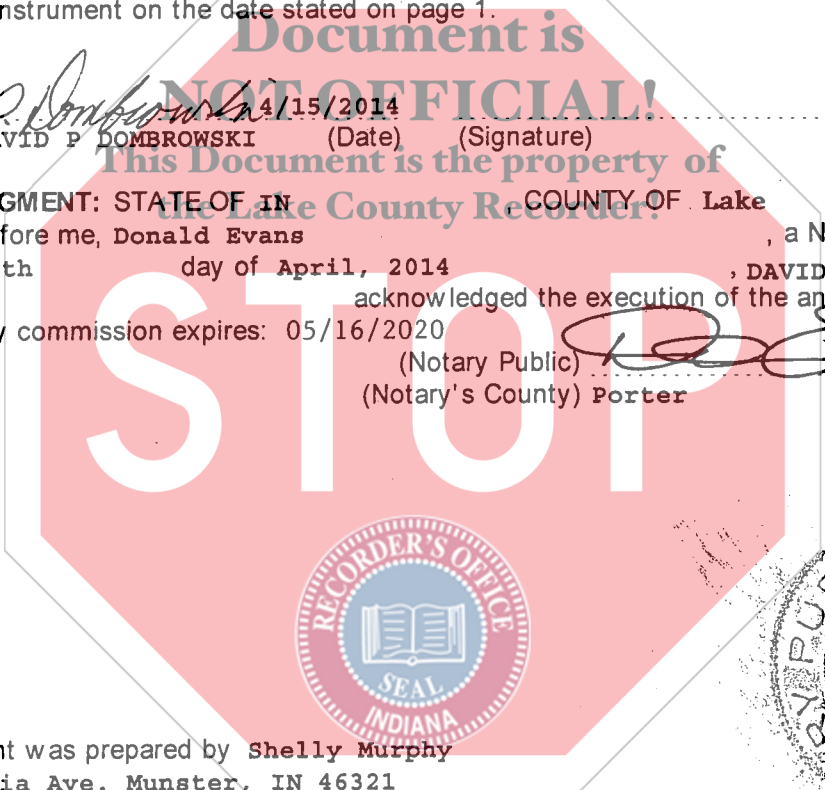 nstrument on the date stated on page 1.
Document is
NOT OFFICIAL!
Dombrowski 4/15/2014
VID P DOMBROWSKI (Date) (Signature)
This Document is the property of
the Lake County Recorder!
GMENT: STATE OF IN , COUNTY OF Lake
fore me, Donald Evans , a N
th day of April, 2014 , DAVID
acknowledged the execution of the an
y commission expires: 05/16/2020
(Notary Public)
(Notary's County) Porter
STOP
RECORDER'S OFFICE
SEAL
INDIANA
nt was prepared by Shelly Murphy
ia Ave. Munster, IN 46321